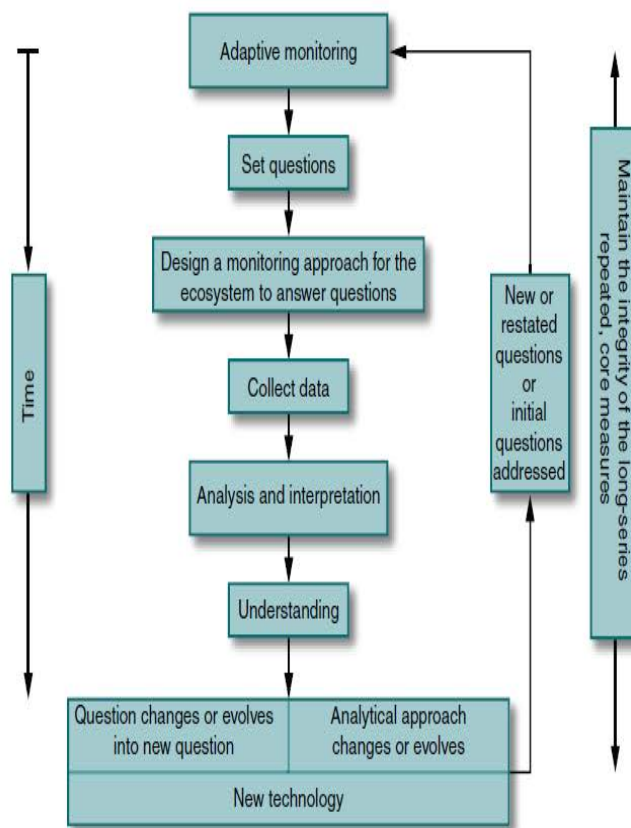 Adaptive monitoring
Set questions
Design a monitoring approach for the
ecosystem to answer questions
Collect data
Analysis and interpretation
Understanding
Question changes or evolves
into new question
Analytical approach
changes or evolves
New technology
Time
New or
restated
questions
or
initial
questions
addressed
Maintain the integrity of the long-series
repeated, core measures